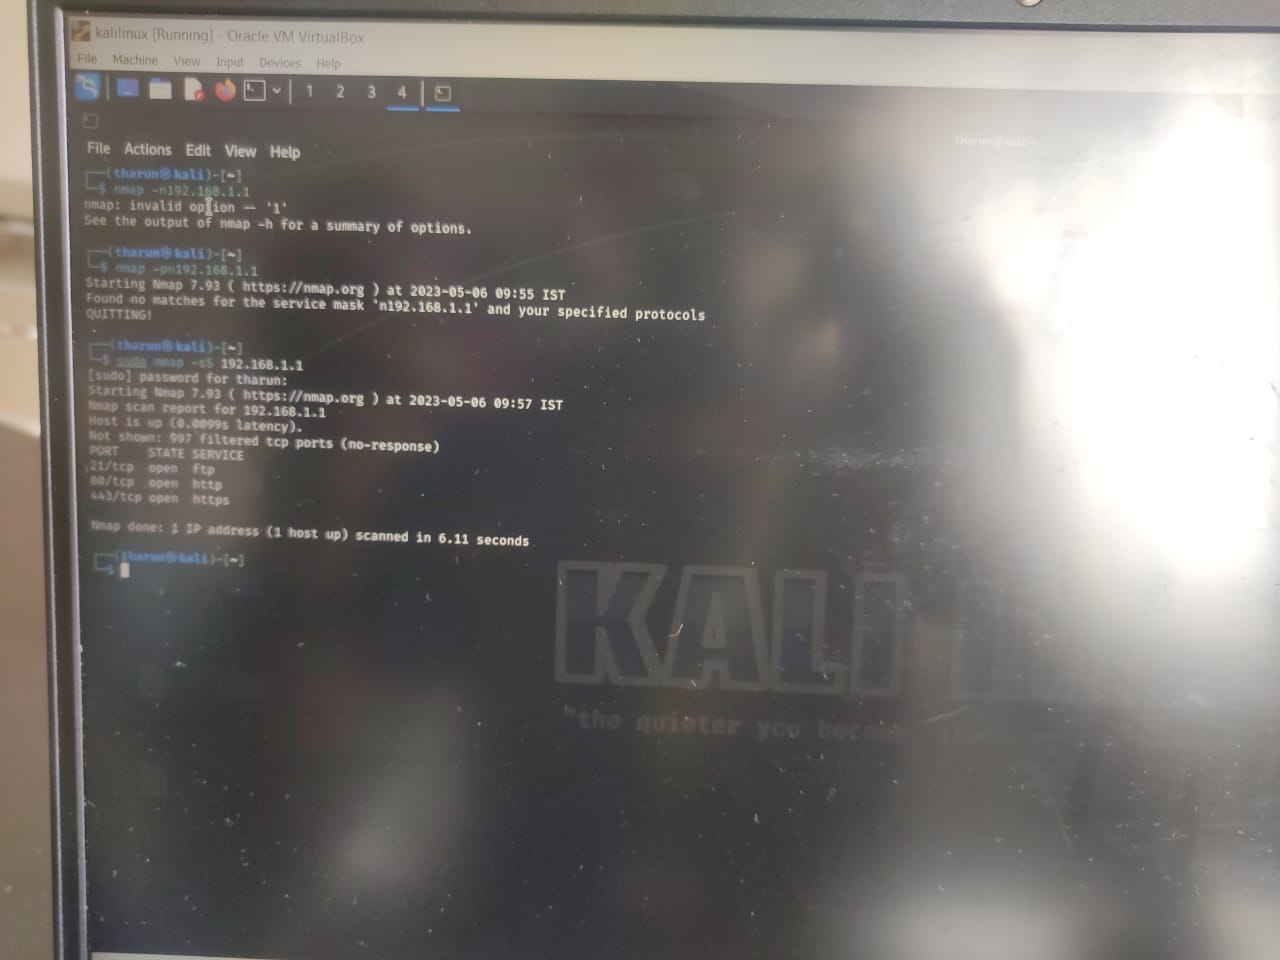 kalilinux [Running] - Oracle VM VirtualBox
File Machine View Input Devices Help
1 2 3 4
tharun@kali: ~
File Actions Edit View Help
(tharun㉿kali)-[~]
$ nmap -n192.168.1.1
nmap: invalid option -- '1'
See the output of nmap -h for a summary of options.
(tharun㉿kali)-[~]
$ nmap -pn192.168.1.1
Starting Nmap 7.93 ( https://nmap.org ) at 2023-05-06 09:55 IST
Found no matches for the service mask 'n192.168.1.1' and your specified protocols
QUITTING!
(tharun㉿kali)-[~]
$ sudo nmap -sS 192.168.1.1
[sudo] password for tharun:
Starting Nmap 7.93 ( https://nmap.org ) at 2023-05-06 09:57 IST
Nmap scan report for 192.168.1.1
Host is up (0.0099s latency).
Not shown: 997 filtered tcp ports (no-response)
PORT STATE SERVICE
21/tcp open ftp
80/tcp open http
443/tcp open https
Nmap done: 1 IP address (1 host up) scanned in 6.11 seconds
(tharun㉿kali)-[~]
$
KALI
"the quieter you become,